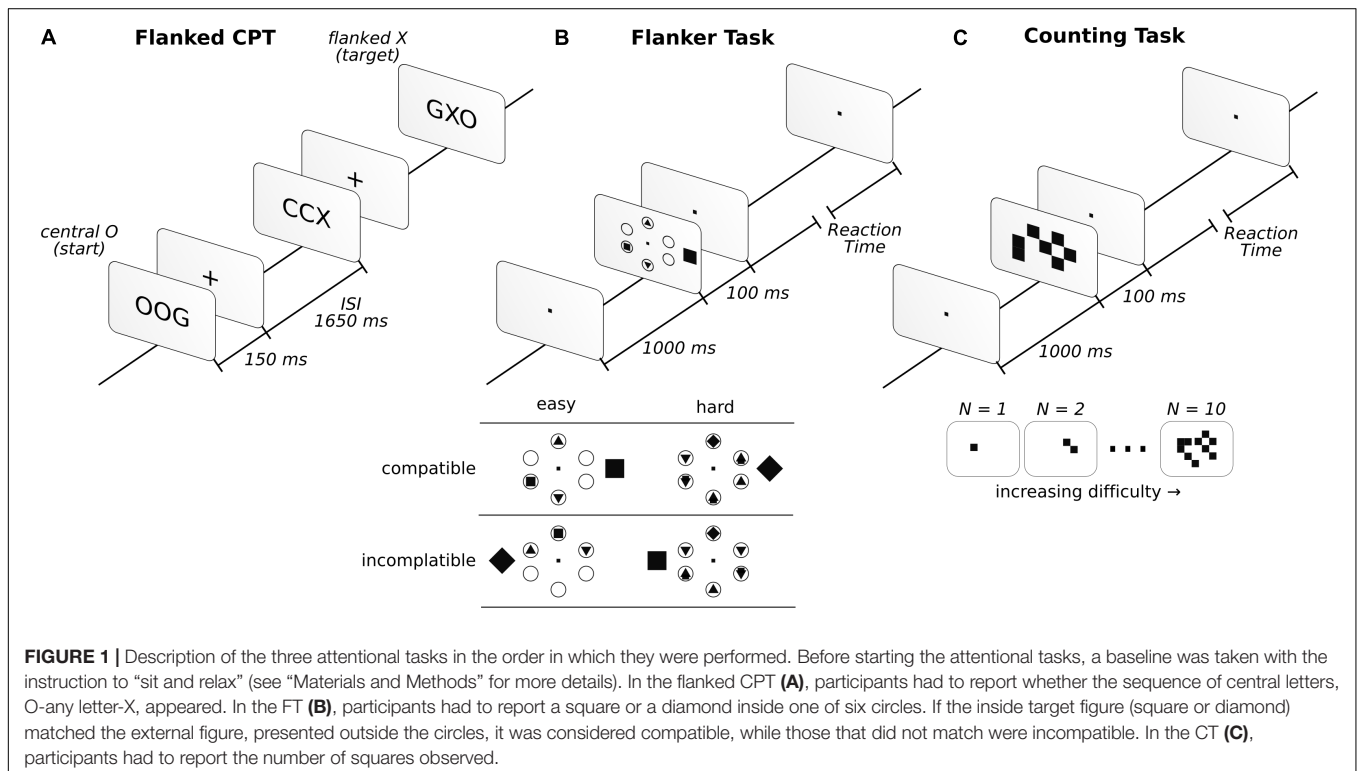 A
Flanked CPT
flanked X
(target)
GXO
CCX
+
central O
(start)
OOG
+
ISI
1650 ms
150 ms
B
Flanker Task
Reaction
Time
100 ms
1000 ms
easy
hard
compatible
incomplatible
C
Counting Task
Reaction
Time
100 ms
1000 ms
N = 1
N = 2
N = 10
...
increasing difficulty →
FIGURE 1 | Description of the three attentional tasks in the order in which they were performed. Before starting the attentional tasks, a baseline was taken with the
instruction to “sit and relax” (see “Materials and Methods” for more details). In the flanked CPT (A), participants had to report whether the sequence of central letters,
O-any letter-X, appeared. In the FT (B), participants had to report a square or a diamond inside one of six circles. If the inside target figure (square or diamond)
matched the external figure, presented outside the circles, it was considered compatible, while those that did not match were incompatible. In the CT (C),
participants had to report the number of squares observed.